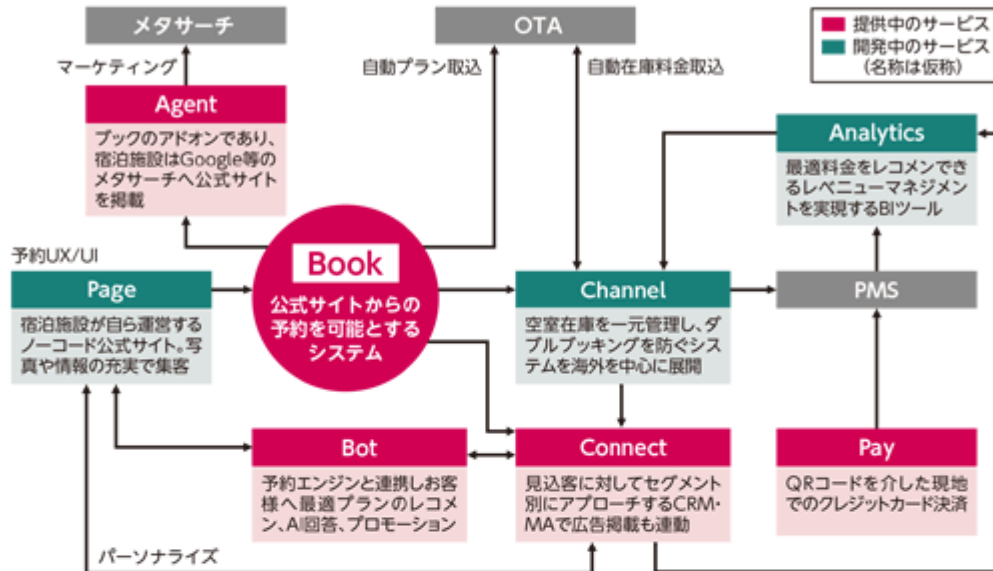 メタサーチ
OTA
提供中のサービス
開発中のサービス
(名称は仮称)
マーケティング
自動プラン取込
自動在庫料金取込
Agent
ブックのアドオンであり、
宿泊施設はGoogle等の
メタサーチへ公式サイト
を掲載
Analytics
最適料金をレコメンでき
るレベニューマネジメン
トを実現するBIツール
予約UX/UI
Page
宿泊施設が自ら運営する
ノーコード公式サイト。写
真や情報の充実で集客
Book
公式サイトからの
予約を可能とする
システム
Channel
空室在庫を一元管理し、ダ
ブルブッキングを防ぐシス
テムを海外を中心に展開
PMS
Bot
予約エンジンと連携しお客
様へ最適プランのレコメ
ン、AI回答、プロモーション
Connect
見込客に対してセグメント
別にアプローチするCRM・
MAで広告掲載も連動
Pay
QRコードを介した現地
でのクレジットカード決済
パーソナライズ